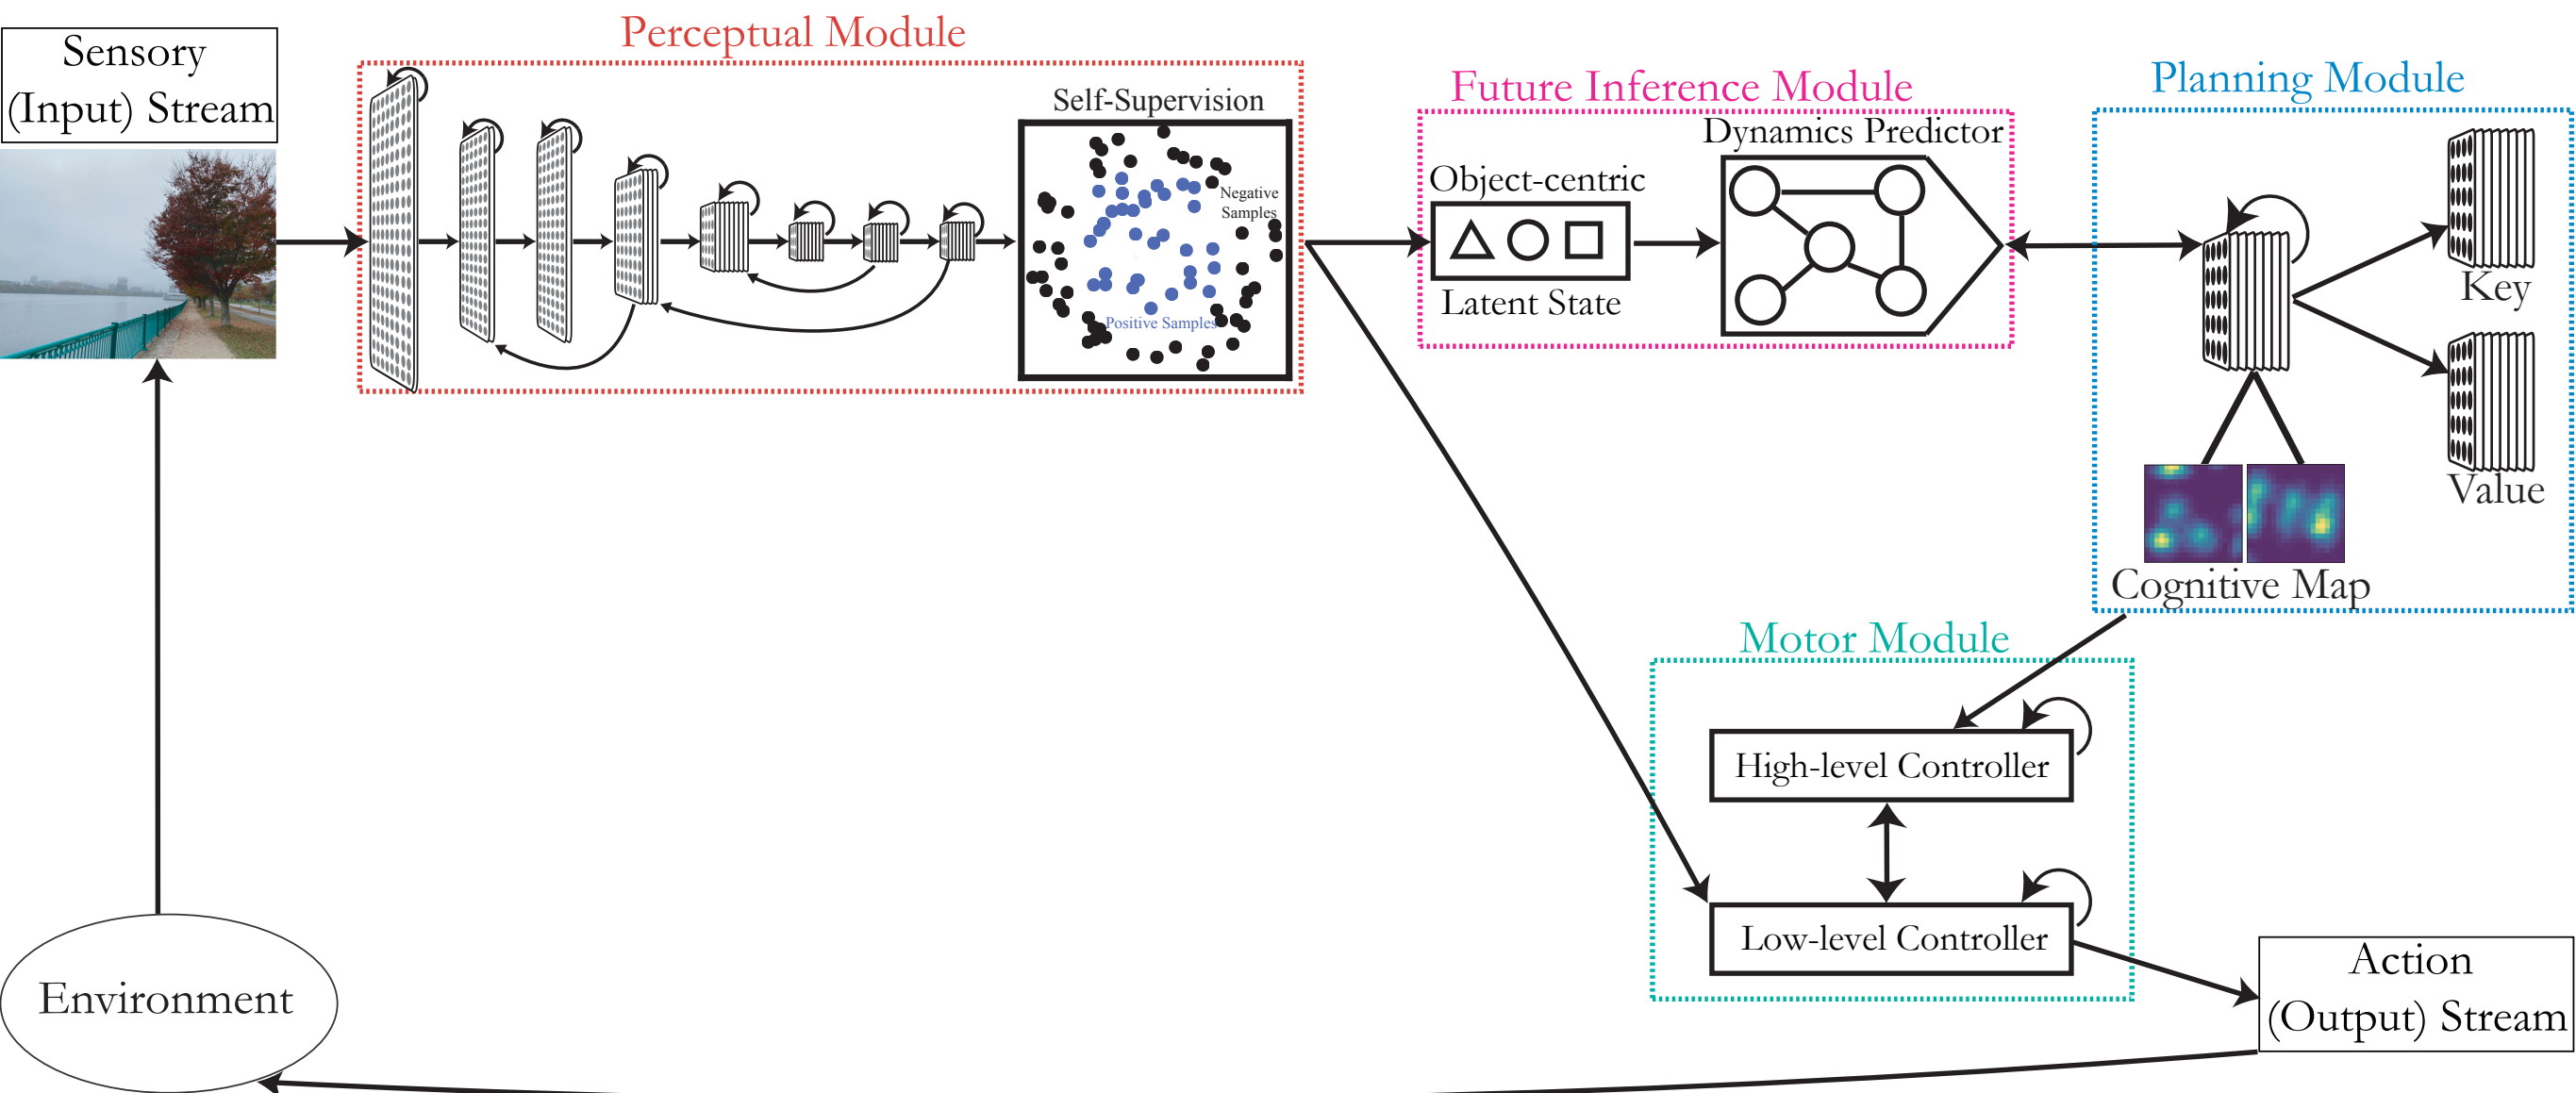 Sensory
(Input) Stream
Perceptual Module
Self-Supervision
Negative
Samples
Positive Samples
Future Inference Module
Dynamics Predictor
Object-centric
Latent State
Planning Module
Key
Value
Cognitive Map
Motor Module
High-level Controller
Low-level Controller
Action
(Output) Stream
Environment